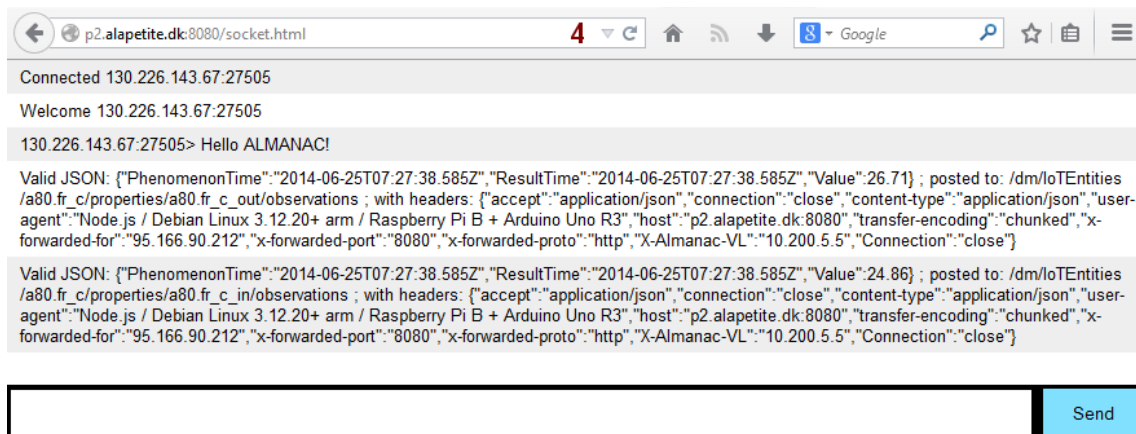 p2.alapetite.dk:8080/socket.html 4 8 Google
Connected 130.226.143.67:27505
Welcome 130.226.143.67:27505
130.226.143.67:27505> Hello ALMANAC!
Valid JSON: {"PhenomenonTime":"2014-06-25T07:27:38.585Z","ResultTime":"2014-06-25T07:27:38.585Z","Value":26.71} ; posted to: /dm/IoTEntities
/a80.fr_c/properties/a80.fr_c_out/observations ; with headers: {"accept":"application/json","connection":"close","content-type":"application/json","user-
agent":"Node.js / Debian Linux 3.12.20+ arm / Raspberry Pi B + Arduino Uno R3","host":"p2.alapetite.dk:8080","transfer-encoding":"chunked","x-
forwarded-for":"95.166.90.212","x-forwarded-port":"8080","x-forwarded-proto":"http","X-Almanac-VL":"10.200.5.5","Connection":"close"}
Valid JSON: {"PhenomenonTime":"2014-06-25T07:27:38.585Z","ResultTime":"2014-06-25T07:27:38.585Z","Value":24.86} ; posted to: /dm/IoTEntities
/a80.fr_c/properties/a80.fr_c_in/observations ; with headers: {"accept":"application/json","connection":"close","content-type":"application/json","user-
agent":"Node.js / Debian Linux 3.12.20+ arm / Raspberry Pi B + Arduino Uno R3","host":"p2.alapetite.dk:8080","transfer-encoding":"chunked","x-
forwarded-for":"95.166.90.212","x-forwarded-port":"8080","x-forwarded-proto":"http","X-Almanac-VL":"10.200.5.5","Connection":"close"}
Send